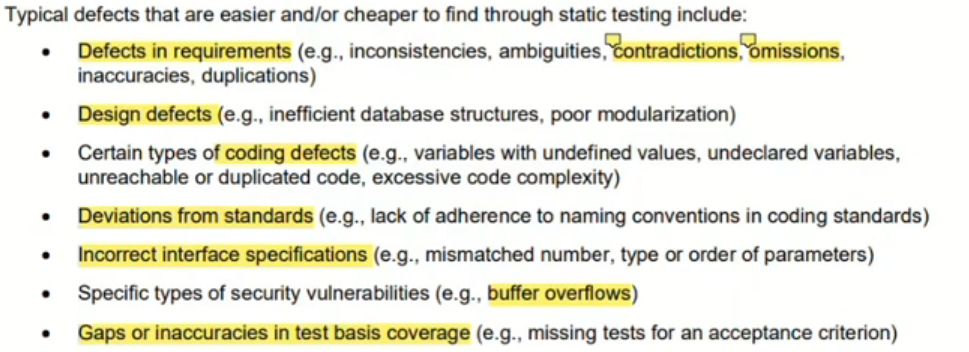 Typical defects that are easier and/or cheaper to find through static testing include:
• Defects in requirements (e.g., inconsistencies, ambiguities, contradictions, omissions,
inaccuracies, duplications)
• Design defects (e.g., inefficient database structures, poor modularization)
• Certain types of coding defects (e.g., variables with undefined values, undeclared variables,
unreachable or duplicated code, excessive code complexity)
• Deviations from standards (e.g., lack of adherence to naming conventions in coding standards)
• Incorrect interface specifications (e.g., mismatched number, type or order of parameters)
• Specific types of security vulnerabilities (e.g., buffer overflows)
• Gaps or inaccuracies in test basis coverage (e.g., missing tests for an acceptance criterion)